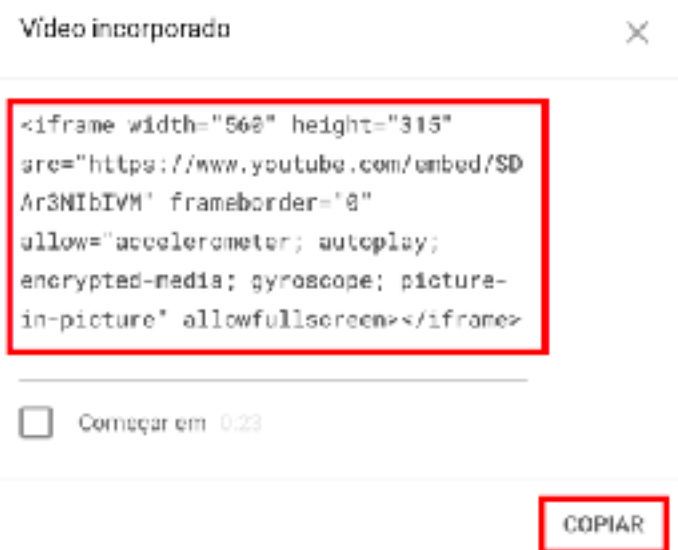 Vídeo incorporado
<iframe width="560" height="315"
src="https://www.youtube.com/embed/SD
Ar3NIbIVM" frameborder="0"
allow="accelerometer; autoplay;
encrypted-media; gyroscope; picture-
in-picture" allowfullscreen></iframe>
Começar em 0:23
COPIAR